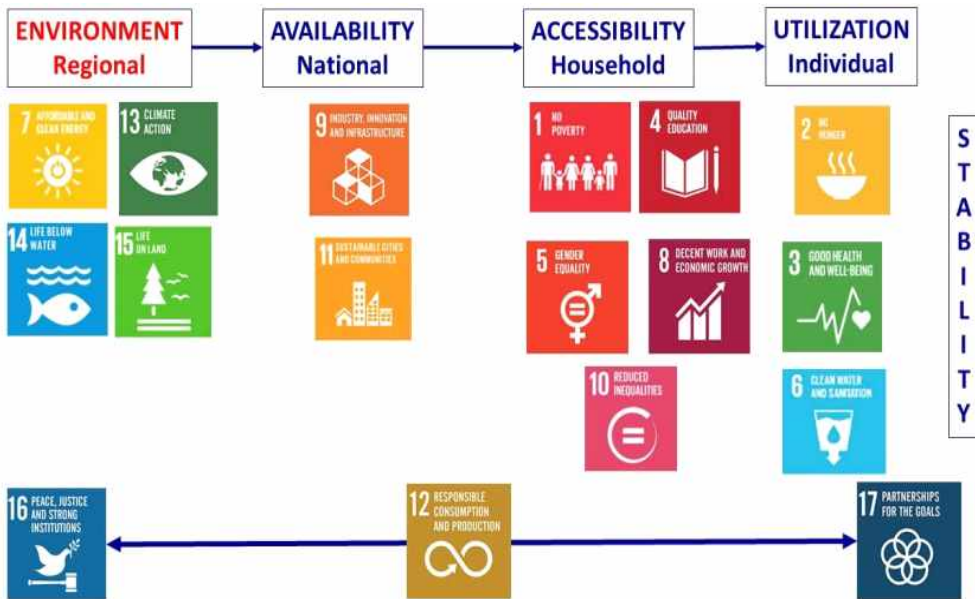 ENVIRONMENT
Regional
AVAILABILITY
National
ACCESSIBILITY
Household
UTILIZATION
Individual
7 AFFORDABLE AND
CLEAN ENERGY
13 CLIMATE
ACTION
9 INDUSTRY, INNOVATION
AND INFRASTRUCTURE
1 NO
POVERTY
4 QUALITY
EDUCATION
2 NO
HUNGER
14 LIFE BELOW
WATER
15 LIFE
ON LAND
11 SUSTAINABLE CITIES
AND COMMUNITIES
5 GENDER
EQUALITY
8 DECENT WORK AND
ECONOMIC GROWTH
3 GOOD HEALTH
AND WELL-BEING
10 REDUCED
INEQUALITIES
6 CLEAN WATER
AND SANITATION
S
T
A
B
I
L
I
T
Y
16 PEACE, JUSTICE
AND STRONG
INSTITUTIONS
12 RESPONSIBLE
CONSUMPTION
AND PRODUCTION
17 PARTNERSHIPS
FOR THE GOALS